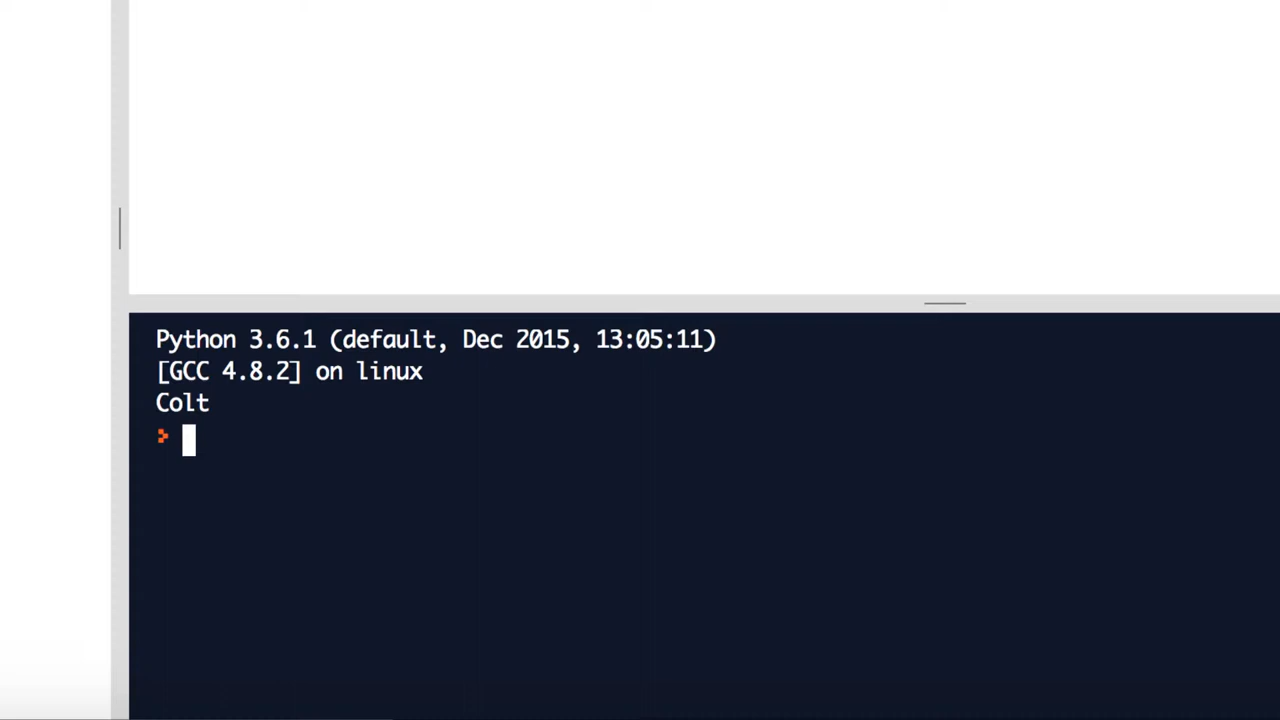 Python 3.6.1 (default, Dec 2015, 13:05:11)
[GCC 4.8.2] on linux
Colt
>